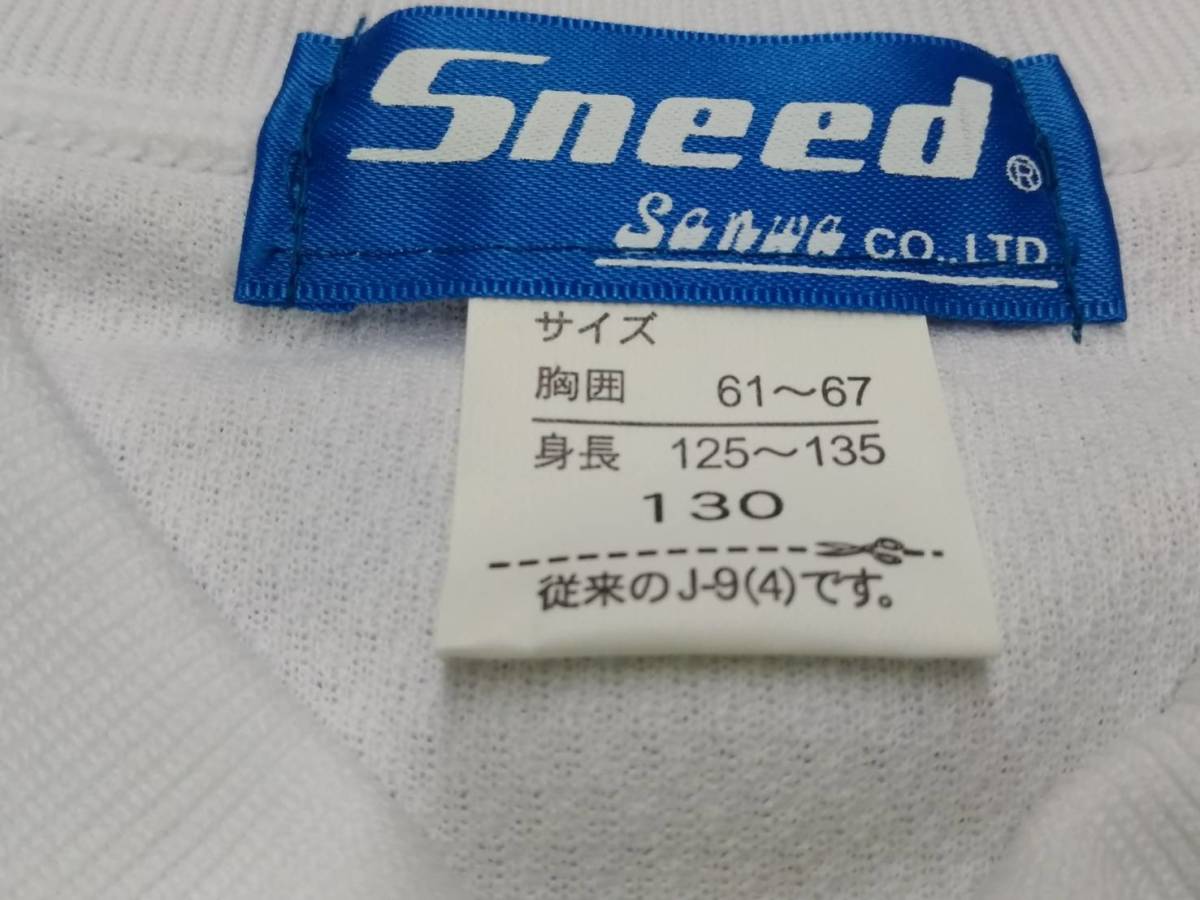 Sneed®
Sanwa CO.,LTD
サイズ
胸囲 61～67
身長 125～135
130
従来のJ-9(4)です。